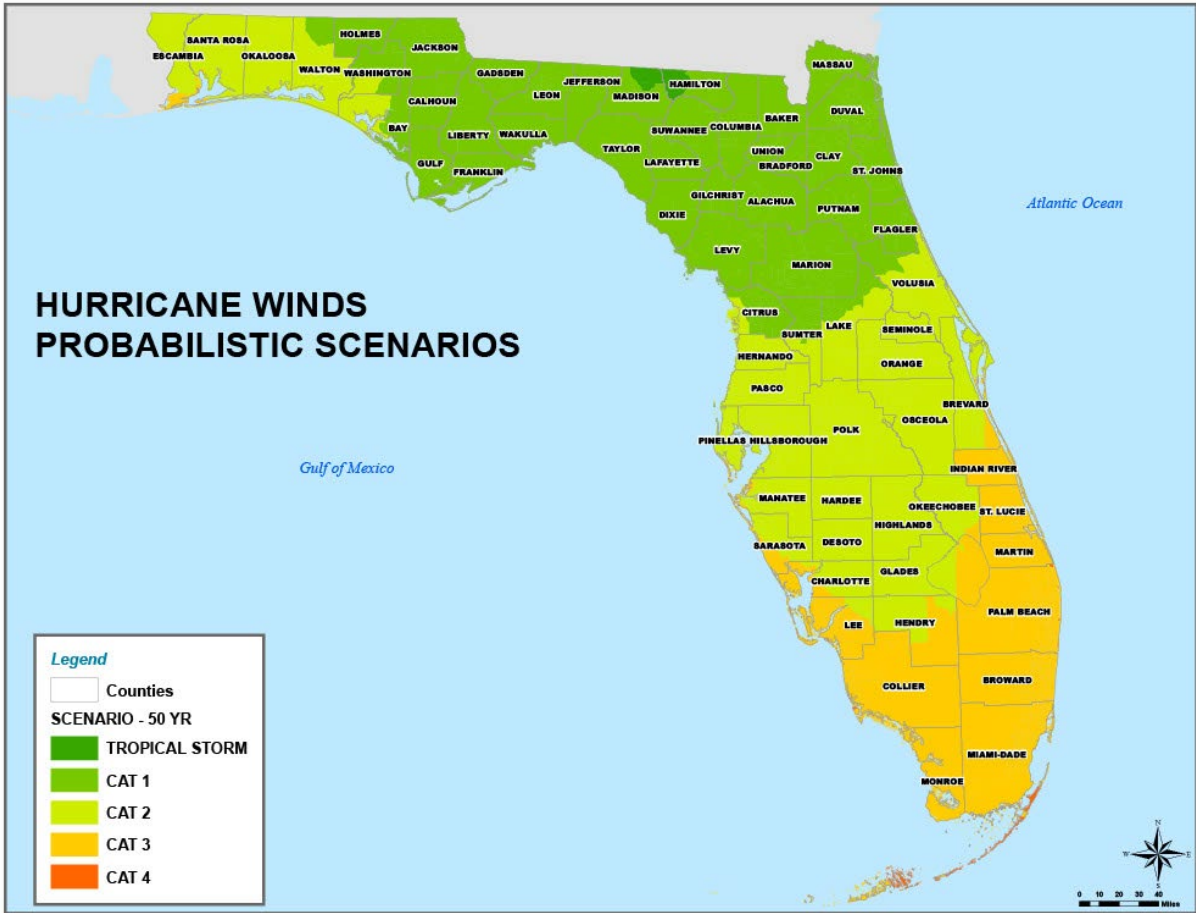 HOLMES
SANTA ROSA
JACKSON
ESCAMBIA
OKALOOSA
WALTON
WASHINGTON
GADSDEN
JEFFERSON
HAMILTON
NASSAU
LEON
MADISON
CALHOUN
DUVAL
BAKER
BAY
LIBERTY
WAKULLA
SUWANNEE
COLUMBIA
TAYLOR
UNION
CLAY
LAFAYETTE
BRADFORD
GULF
FRANKLIN
ST. JOHNS
GILCHRIST
ALACHUA
PUTNAM
DIXIE
FLAGLER
LEVY
MARION
Atlantic Ocean
VOLUSIA
HURRICANE WINDS
PROBABILISTIC SCENARIOS
CITRUS
SUMTER
LAKE
SEMINOLE
HERNANDO
ORANGE
PASCO
BREVARD
OSCEOLA
POLK
PINELLAS
HILLSBOROUGH
Gulf of Mexico
INDIAN RIVER
MANATEE
HARDEE
OKEECHOBEE
ST. LUCIE
HIGHLANDS
SARASOTA
DESOTO
MARTIN
CHARLOTTE
GLADES
PALM BEACH
LEE
HENDRY
COLLIER
BROWARD
MIAMI-DADE
MONROE
Legend
Counties
SCENARIO - 50 YR
TROPICAL STORM
CAT 1
CAT 2
CAT 3
CAT 4
N
W E
S
0 10 20 30 40
Miles